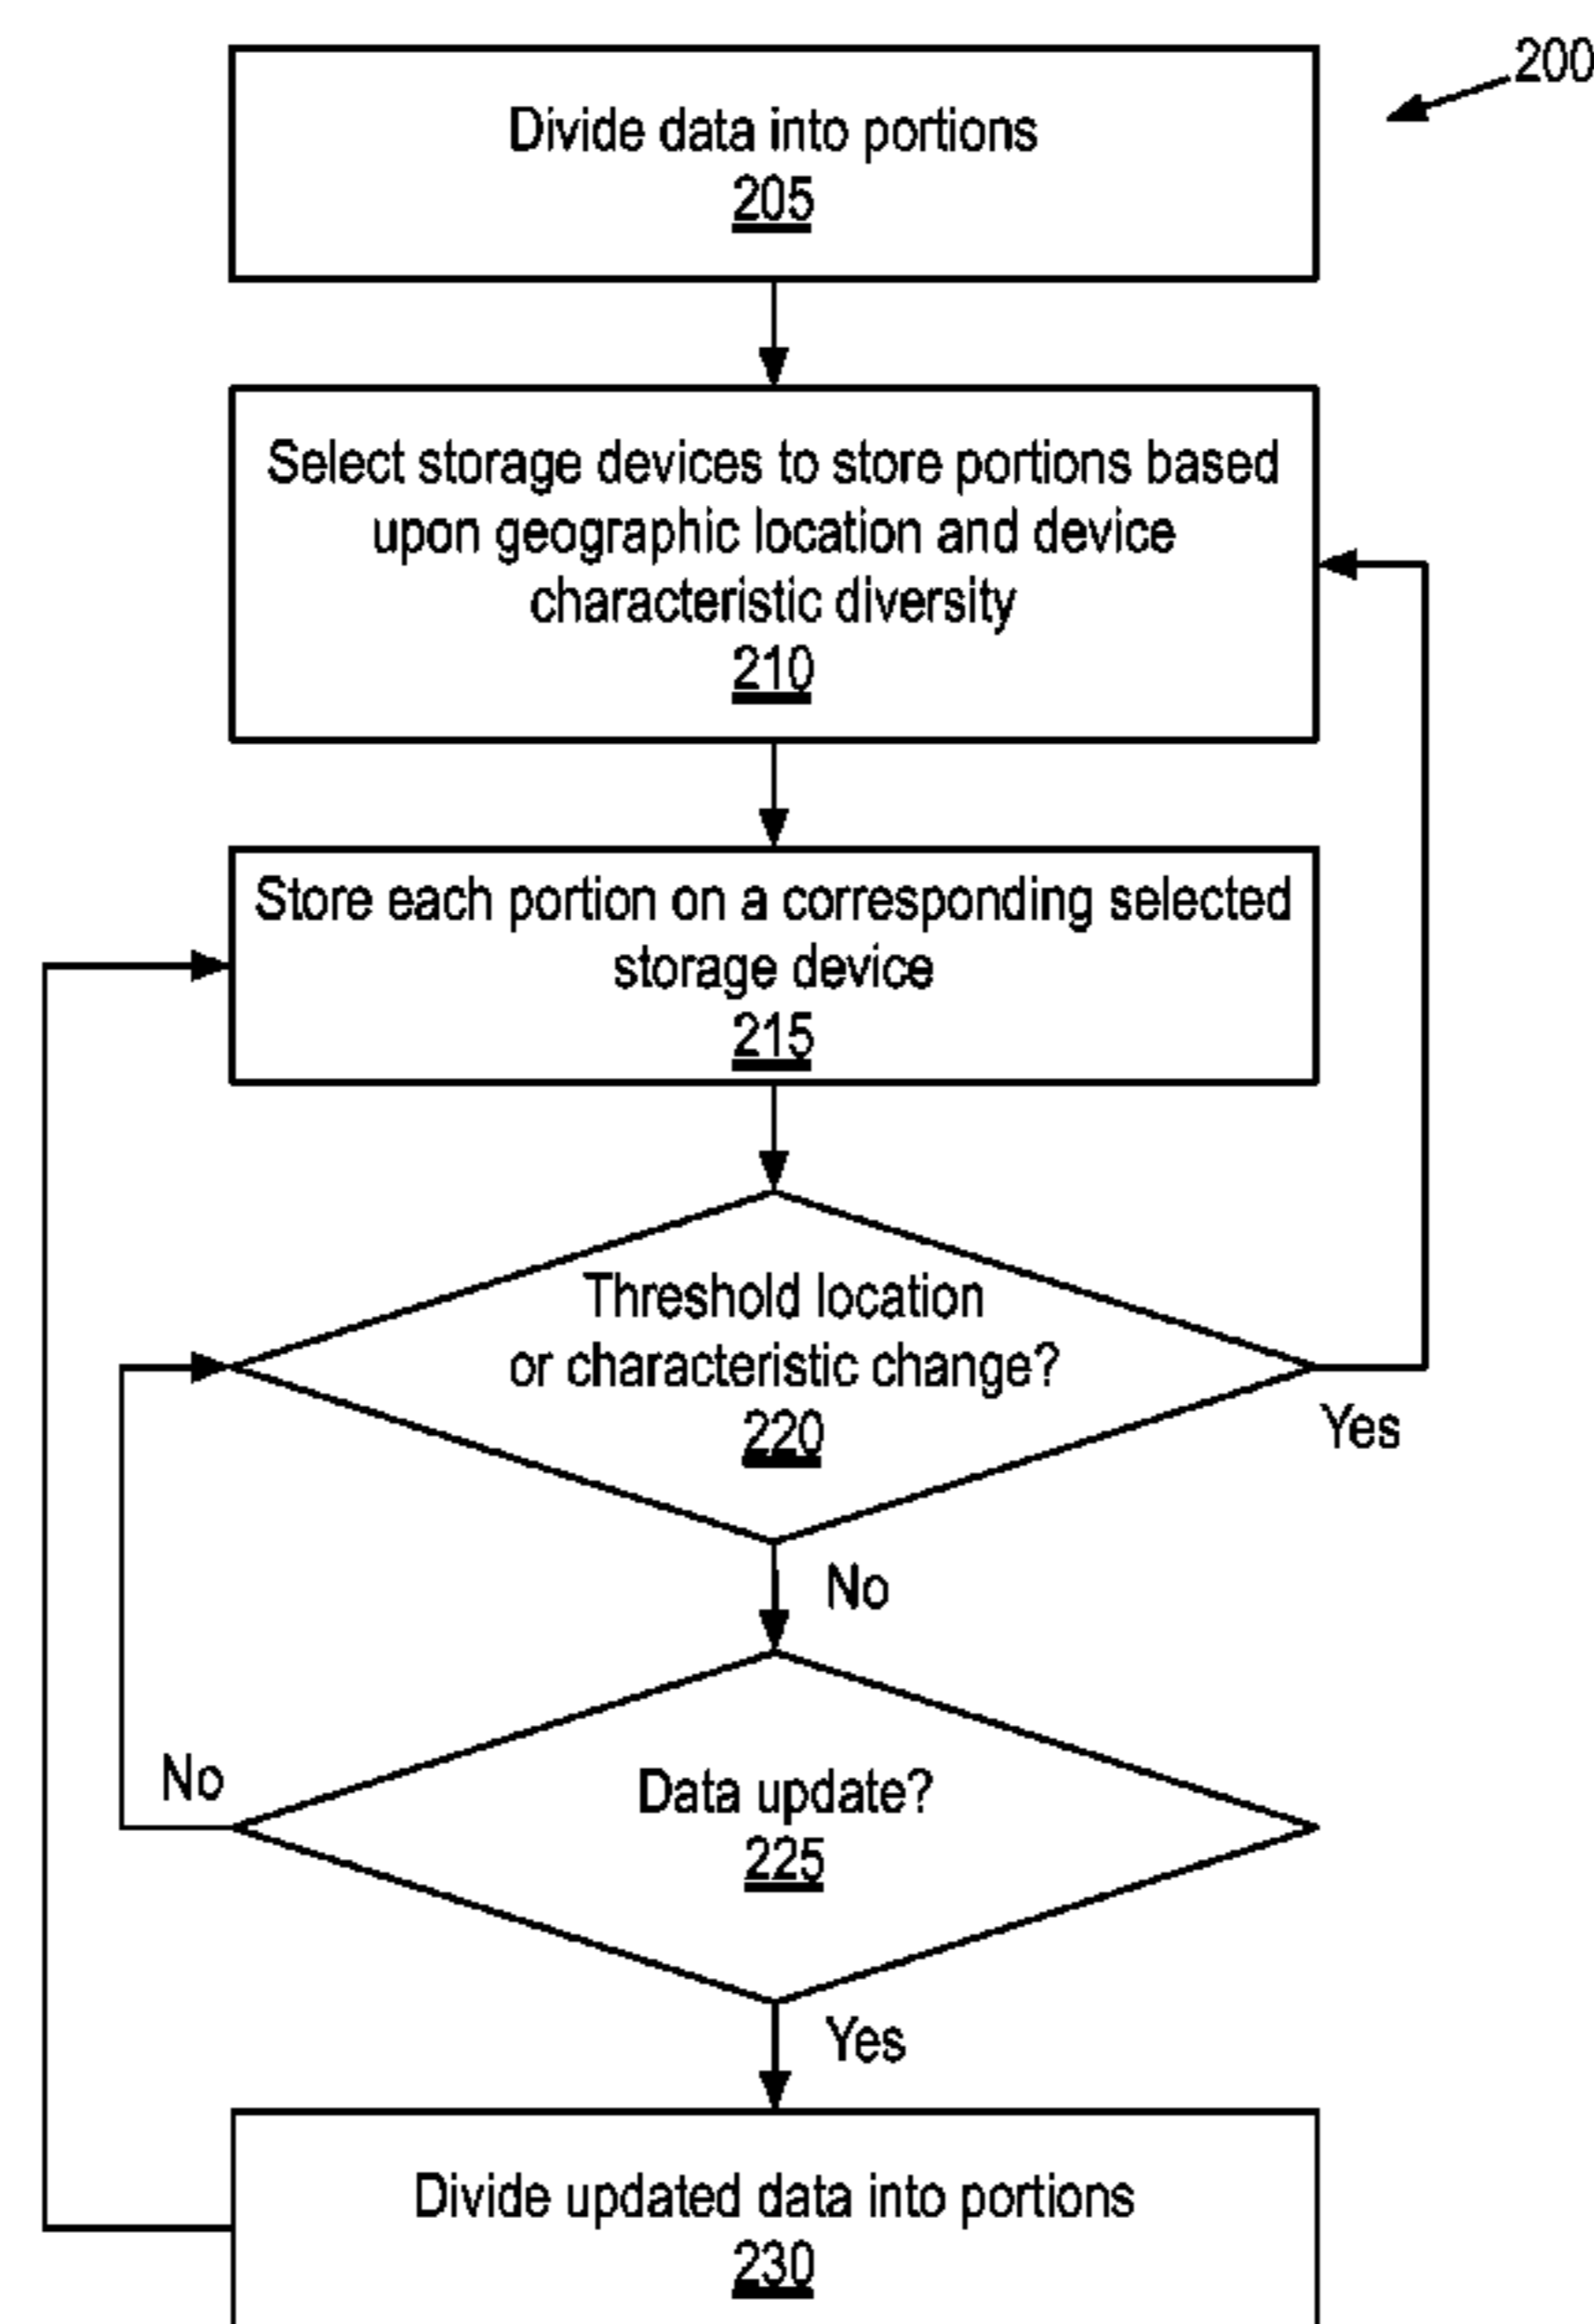 200
Divide data into portions
205
Select storage devices to store portions based
upon geographic location and device
characteristic diversity
210
Store each portion on a corresponding selected
storage device
215
Threshold location
or characteristic change?
220
Yes
No
Data update?
225
No
Yes
Divide updated data into portions
230